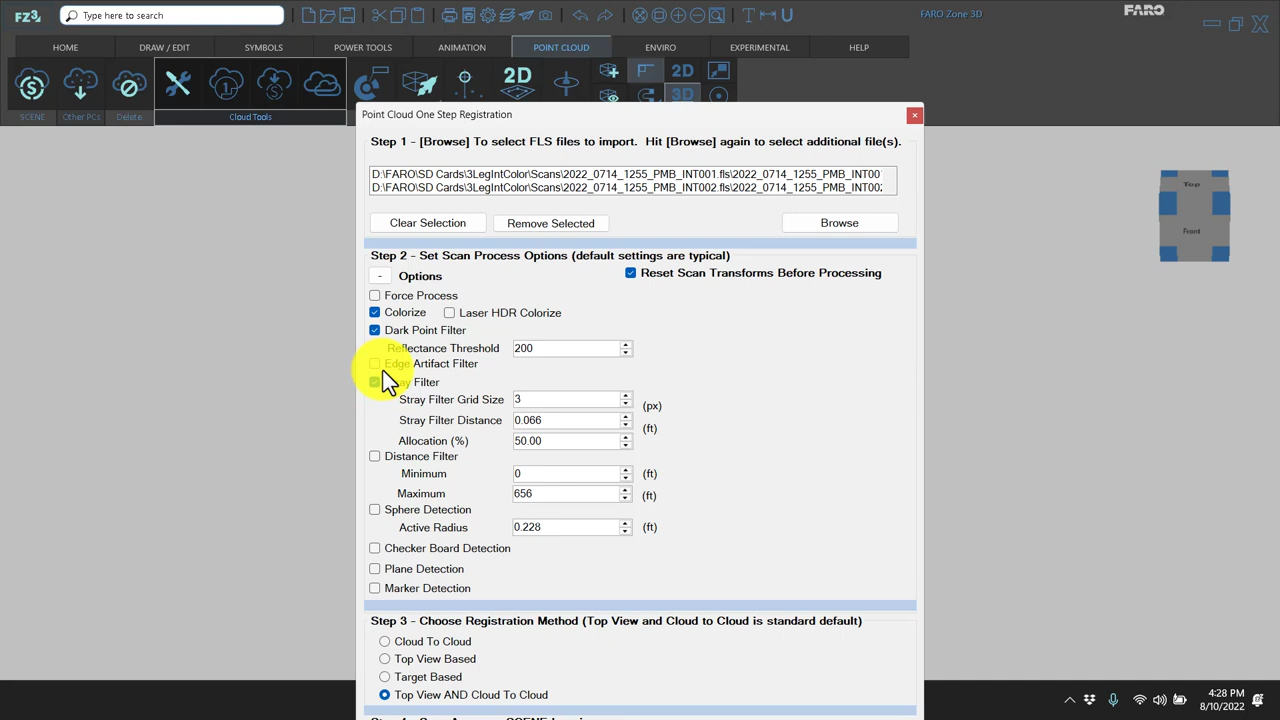 FZ3 Type here to search FARO Zone 3D FARO
HOME DRAW / EDIT SYMBOLS POWER TOOLS ANIMATION POINT CLOUD ENVIRO EXPERIMENTAL HELP
2D 2D
3D
SCENE Other PCs Delete Cloud Tools
Point Cloud One Step Registration
Step 1 - [Browse] To select FLS files to import. Hit [Browse] again to select additional file(s).
D:\FARO\SD Cards\3LegIntColor\Scans\2022_0714_1255_PMB_INT001.fls\2022_0714_1255_PMB_INT001
D:\FARO\SD Cards\3LegIntColor\Scans\2022_0714_1255_PMB_INT002.fls\2022_0714_1255_PMB_INT002
Clear Selection Remove Selected Browse
Step 2 - Set Scan Process Options (default settings are typical)
- Options Reset Scan Transforms Before Processing
Force Process
Colorize Laser HDR Colorize
Dark Point Filter
Reflectance Threshold 200
Edge Artifact Filter
Filter
Stray Filter Grid Size 3 (px)
Stray Filter Distance 0.066 (ft)
Allocation (%) 50.00
Distance Filter
Minimum 0 (ft)
Maximum 656 (ft)
Sphere Detection
Active Radius 0.228 (ft)
Checker Board Detection
Plane Detection
Marker Detection
Step 3 - Choose Registration Method (Top View and Cloud to Cloud is standard default)
Cloud To Cloud
Top View Based
Target Based
Top View AND Cloud To Cloud
Top
Front
4:28 PM
8/10/2022